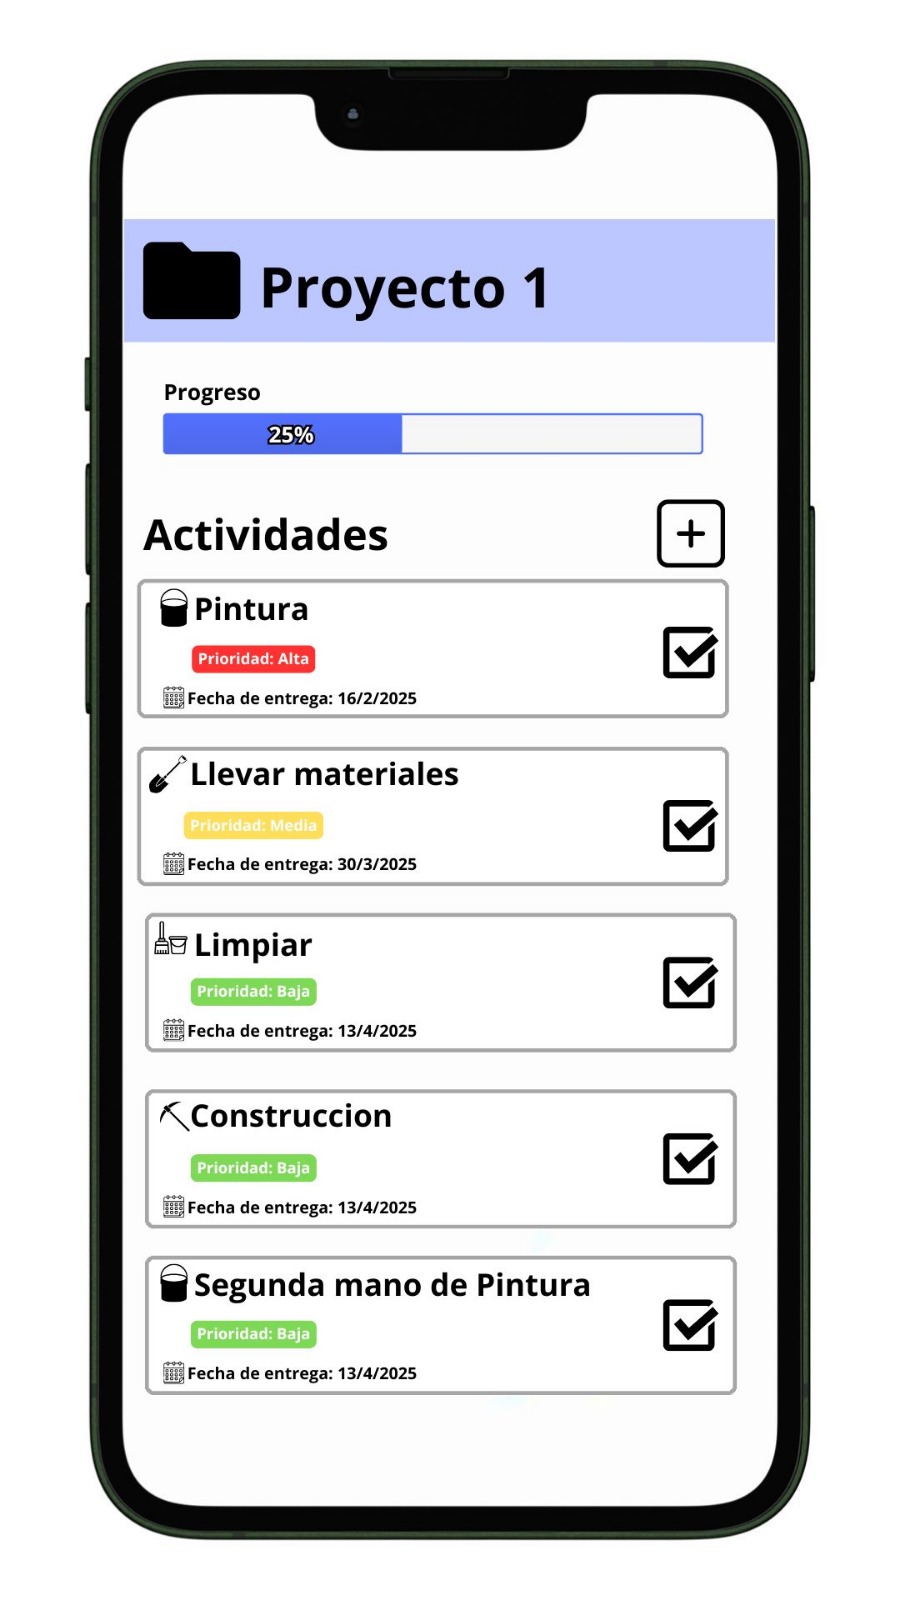 Proyecto 1
Progreso
25%
Actividades
Pintura
Prioridad: Alta
Fecha de entrega: 16/2/2025
Llevar materiales
Prioridad: Media
Fecha de entrega: 30/3/2025
Limpiar
Prioridad: Baja
Fecha de entrega: 13/4/2025
Construccion
Prioridad: Baja
Fecha de entrega: 13/4/2025
Segunda mano de Pintura
Prioridad: Baja
Fecha de entrega: 13/4/2025